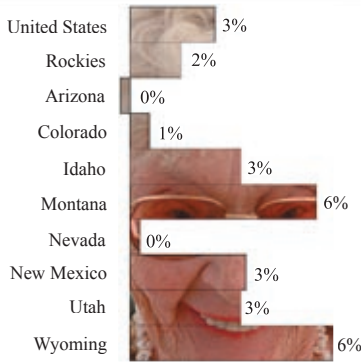 United States 3%
Rockies 2%
Arizona 0%
Colorado 1%
Idaho 3%
Montana 6%
Nevada 0%
New Mexico 3%
Utah 3%
Wyoming 6%